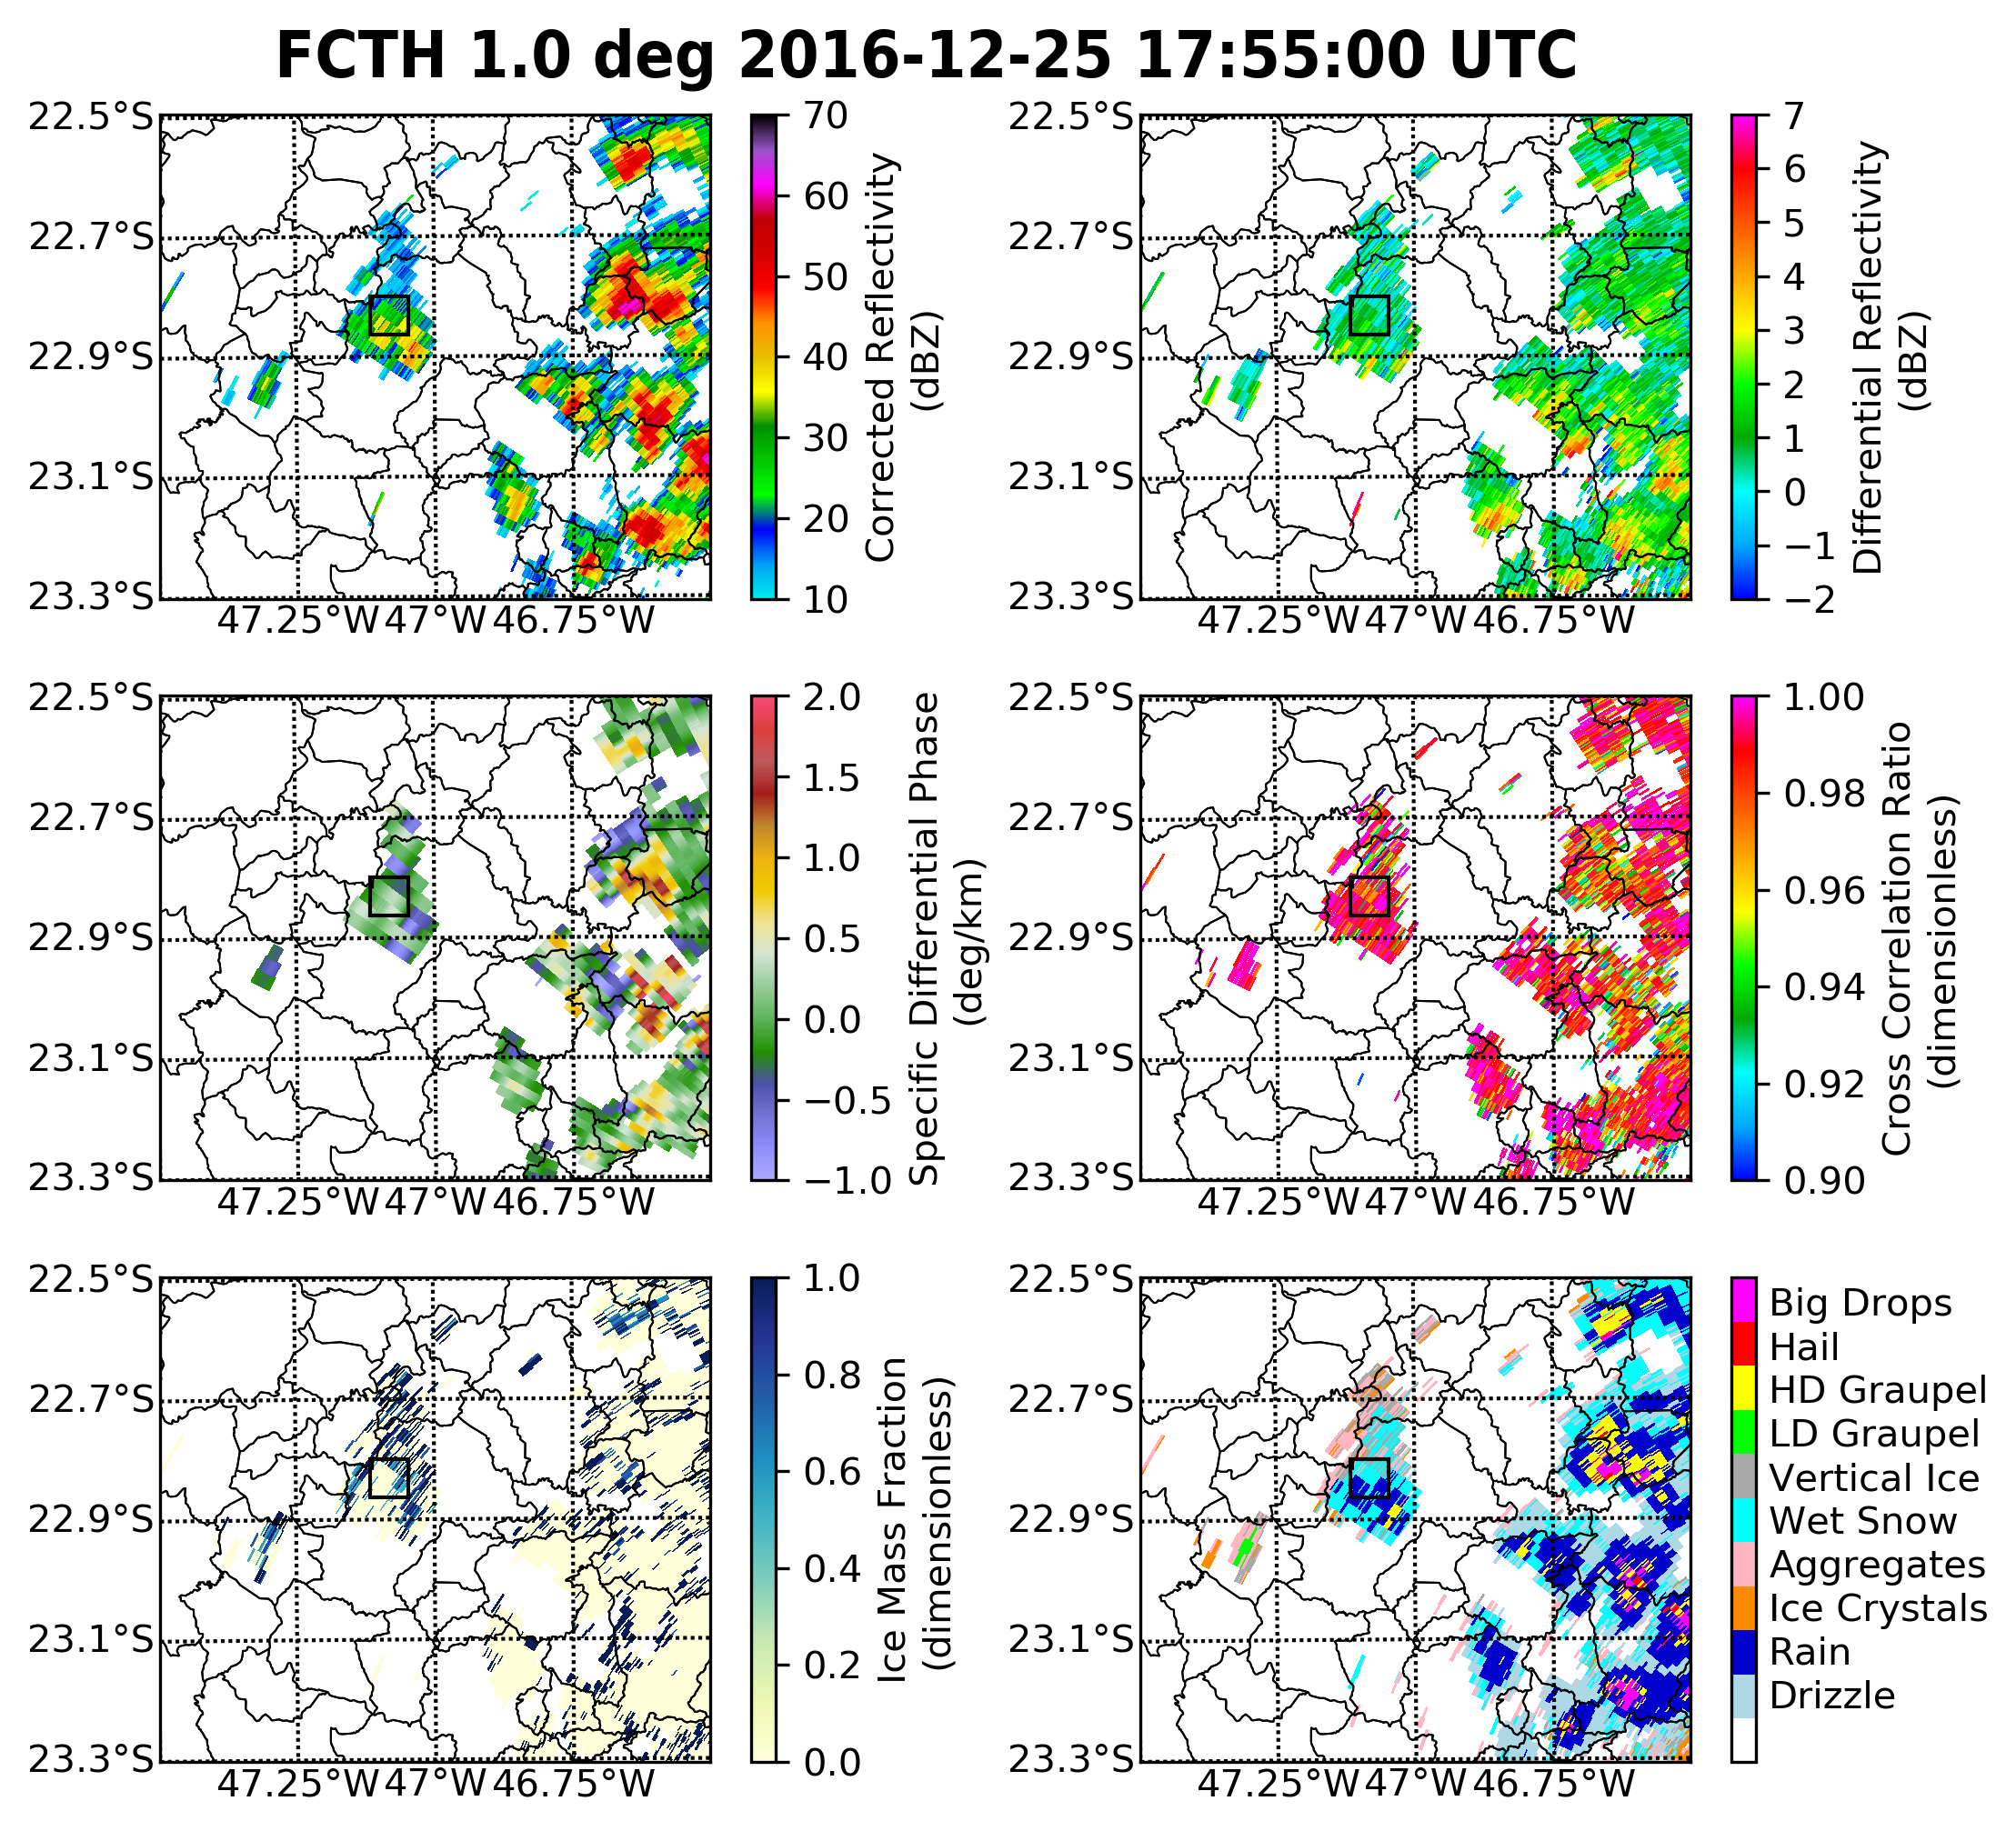 FCTH 1.0 deg 2016-12-25 17:55:00 UTC
22.5°S
22.7°S
22.9°S
23.1°S
23.3°S
47.25°W 47°W 46.75°W
70
60
50
40
30
20
10
Corrected Reflectivity
(dBZ)
22.5°S
22.7°S
22.9°S
23.1°S
23.3°S
47.25°W 47°W 46.75°W
7
6
5
4
3
2
1
0
−1
−2
Differential Reflectivity
(dBZ)
22.5°S
22.7°S
22.9°S
23.1°S
23.3°S
47.25°W 47°W 46.75°W
2.0
1.5
1.0
0.5
0.0
−0.5
−1.0
Specific Differential Phase
(deg/km)
22.5°S
22.7°S
22.9°S
23.1°S
23.3°S
47.25°W 47°W 46.75°W
1.00
0.98
0.96
0.94
0.92
0.90
Cross Correlation Ratio
(dimensionless)
22.5°S
22.7°S
22.9°S
23.1°S
23.3°S
47.25°W 47°W 46.75°W
1.0
0.8
0.6
0.4
0.2
0.0
Ice Mass Fraction
(dimensionless)
22.5°S
22.7°S
22.9°S
23.1°S
23.3°S
47.25°W 47°W 46.75°W
Big Drops
Hail
HD Graupel
LD Graupel
Vertical Ice
Wet Snow
Aggregates
Ice Crystals
Rain
Drizzle